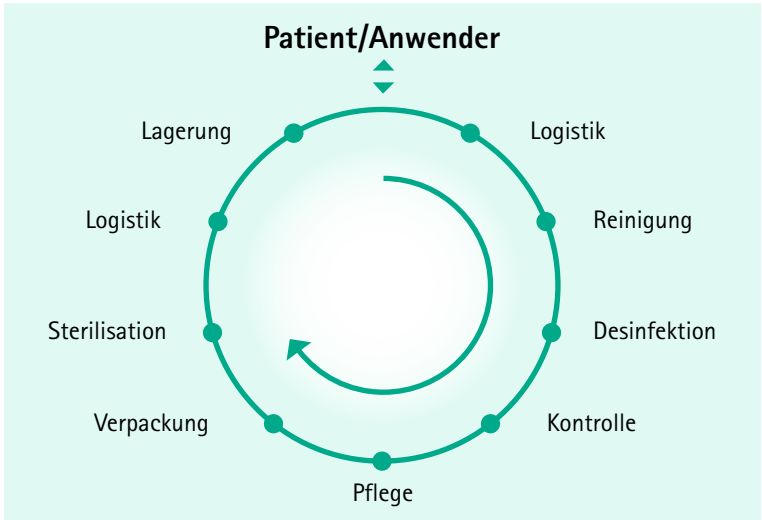 Patient/Anwender
Lagerung
Logistik
Logistik
Reinigung
Sterilisation
Desinfektion
Verpackung
Kontrolle
Pflege